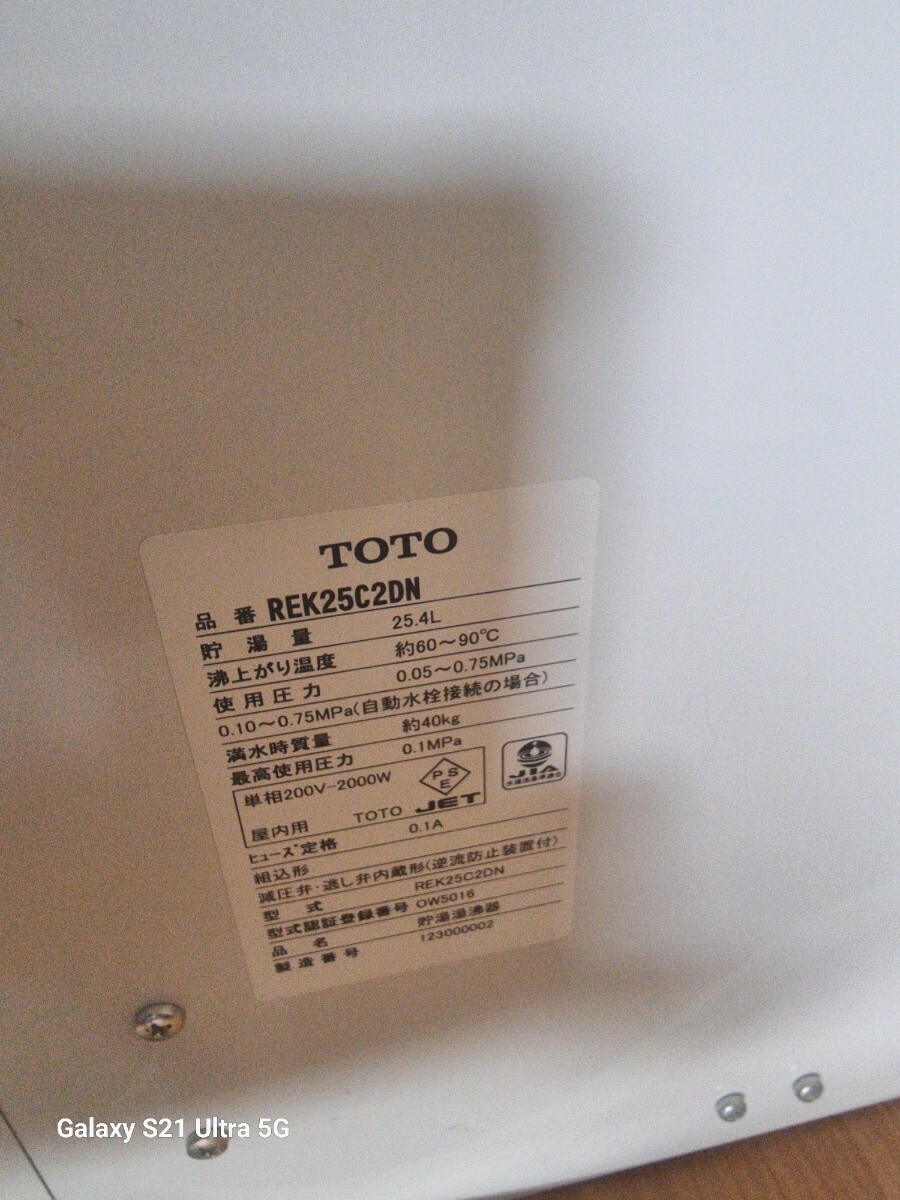 TOTO
品番 REK25C2DN
貯湯量 25.4L
沸上がり温度 約60～90℃
使用圧力 0.05～0.75MPa
0.10～0.75MPa(自動水栓接続の場合)
満水時質量 約40kg
最高使用圧力 0.1MPa
単相200V-2000W
PSE
屋内用 TOTO JET
JIA
ヒューズ定格 0.1A
組込形
減圧弁・逃し弁内蔵形(逆流防止装置付)
型式 REK25C2DN
型式認証登録番号 OW5016
品名 貯湯湯沸器
製造番号 123000002
Galaxy S21 Ultra 5G